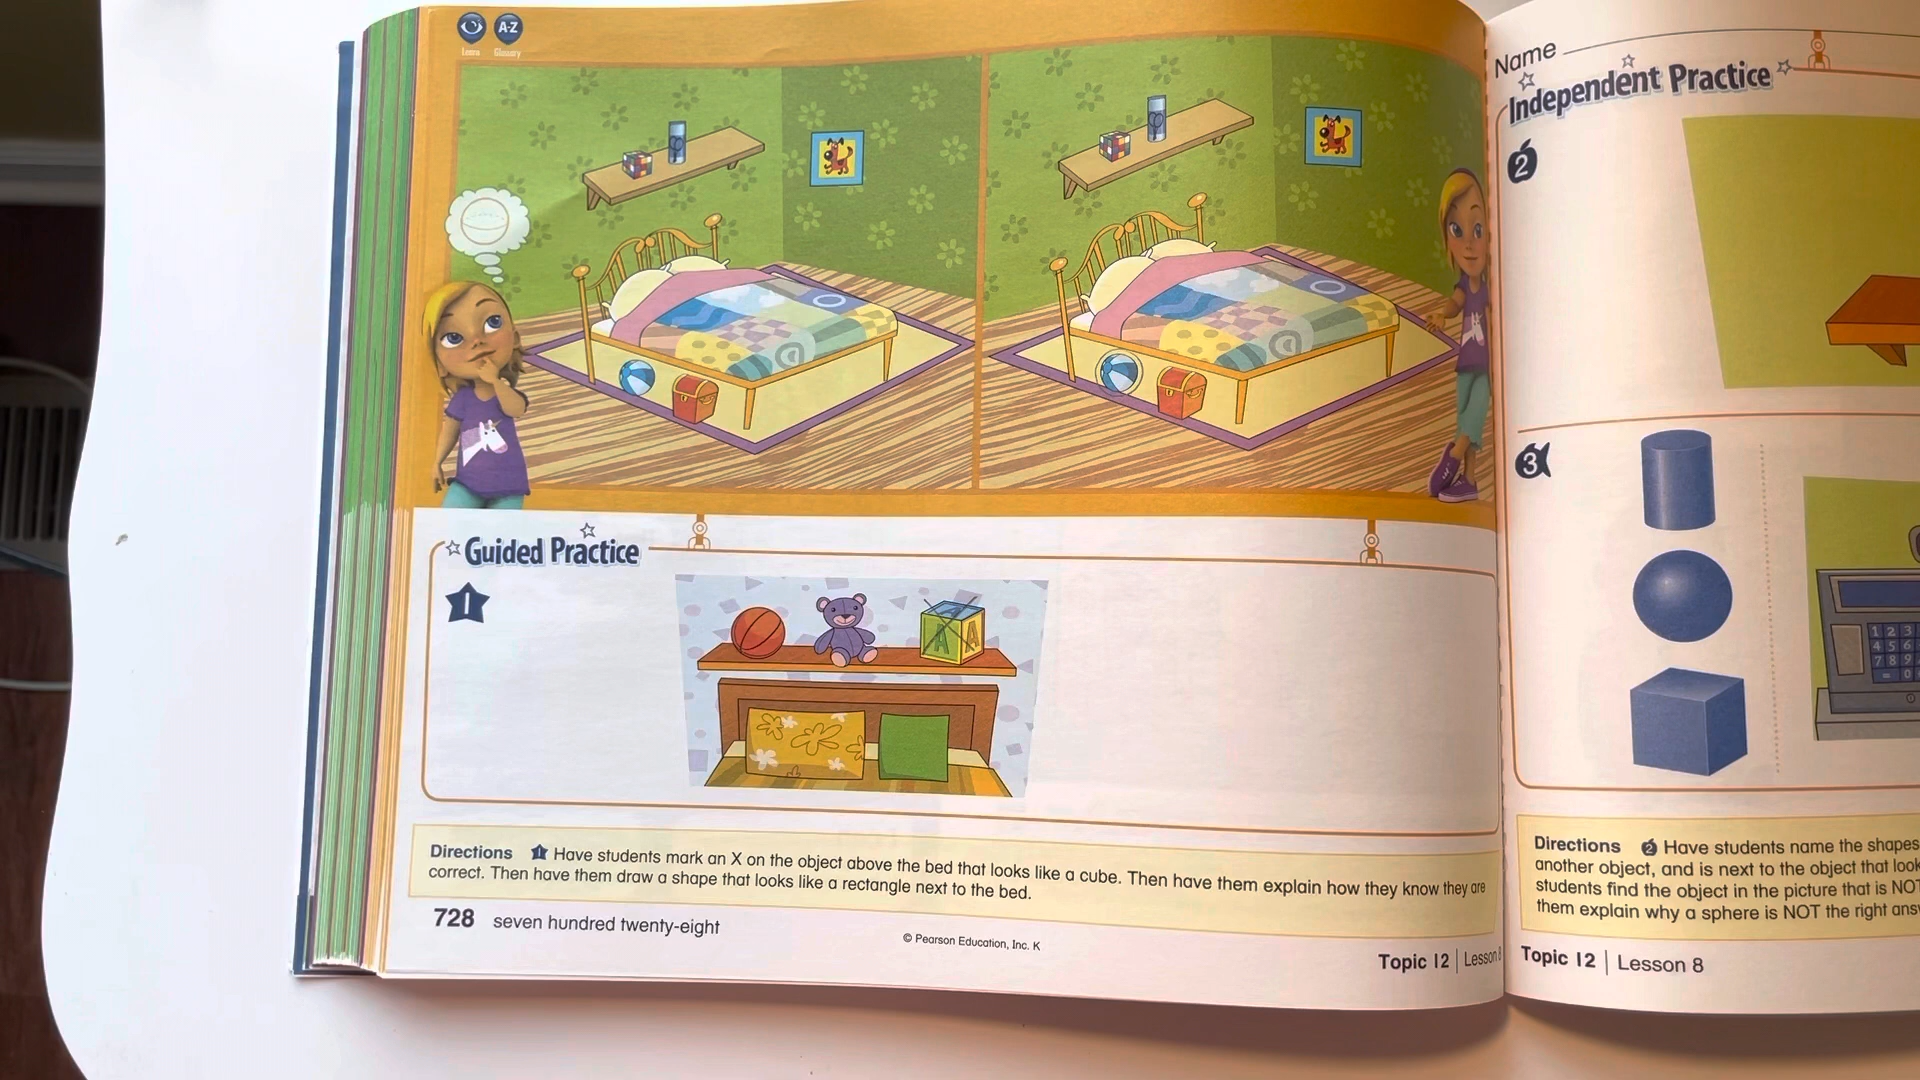 Learn
A-Z
Glossary
Guided Practice
1
A
A
A
Directions 1 Have students mark an X on the object above the bed that looks like a cube. Then have them explain how they know they are
correct. Then have them draw a shape that looks like a rectangle next to the bed.
728 seven hundred twenty-eight
© Pearson Education, Inc. K
Topic 12 | Lesson 8
Name
Independent Practice
2
3
1 2 3
4 5 6
7 8 9
= 0
Directions 2 Have students name the shapes
another object, and is next to the object that look
students find the object in the picture that is NOT
them explain why a sphere is NOT the right answ
Topic 12 | Lesson 8